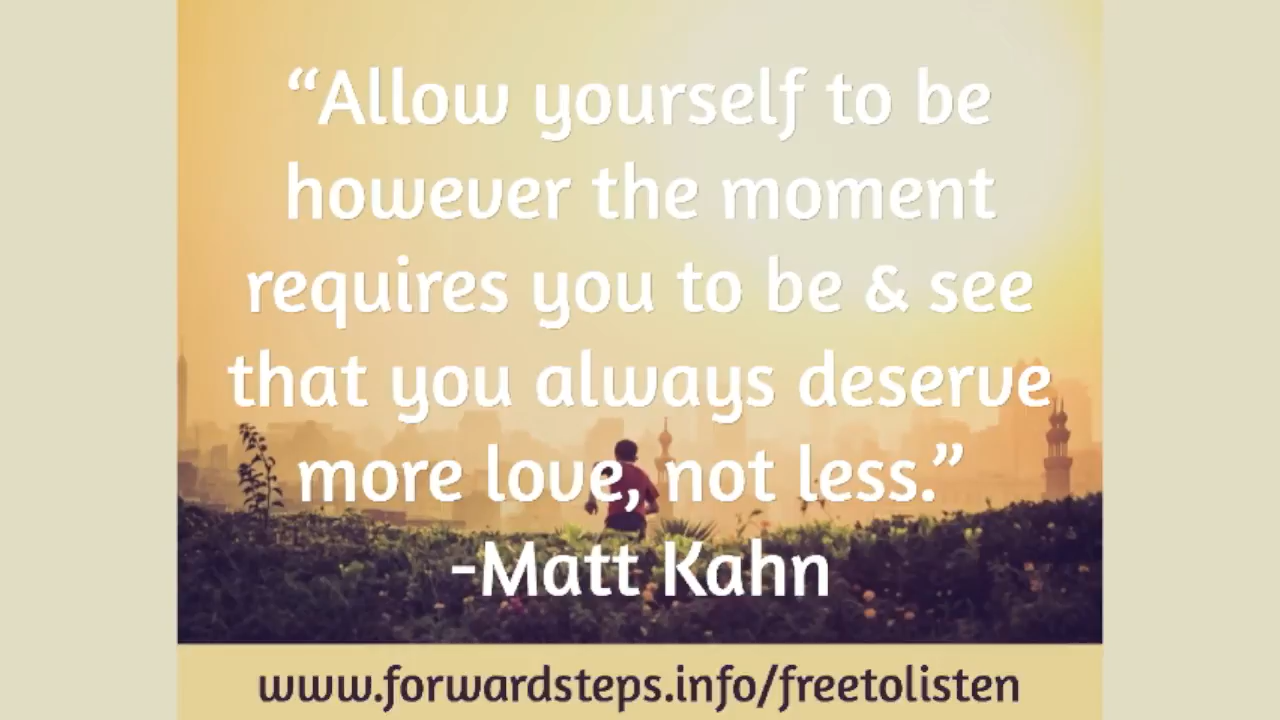 “Allow yourself to be
however the moment
requires you to be & see
that you always deserve
more love, not less.”
-Matt Kahn
www.forwardsteps.info/freetolisten